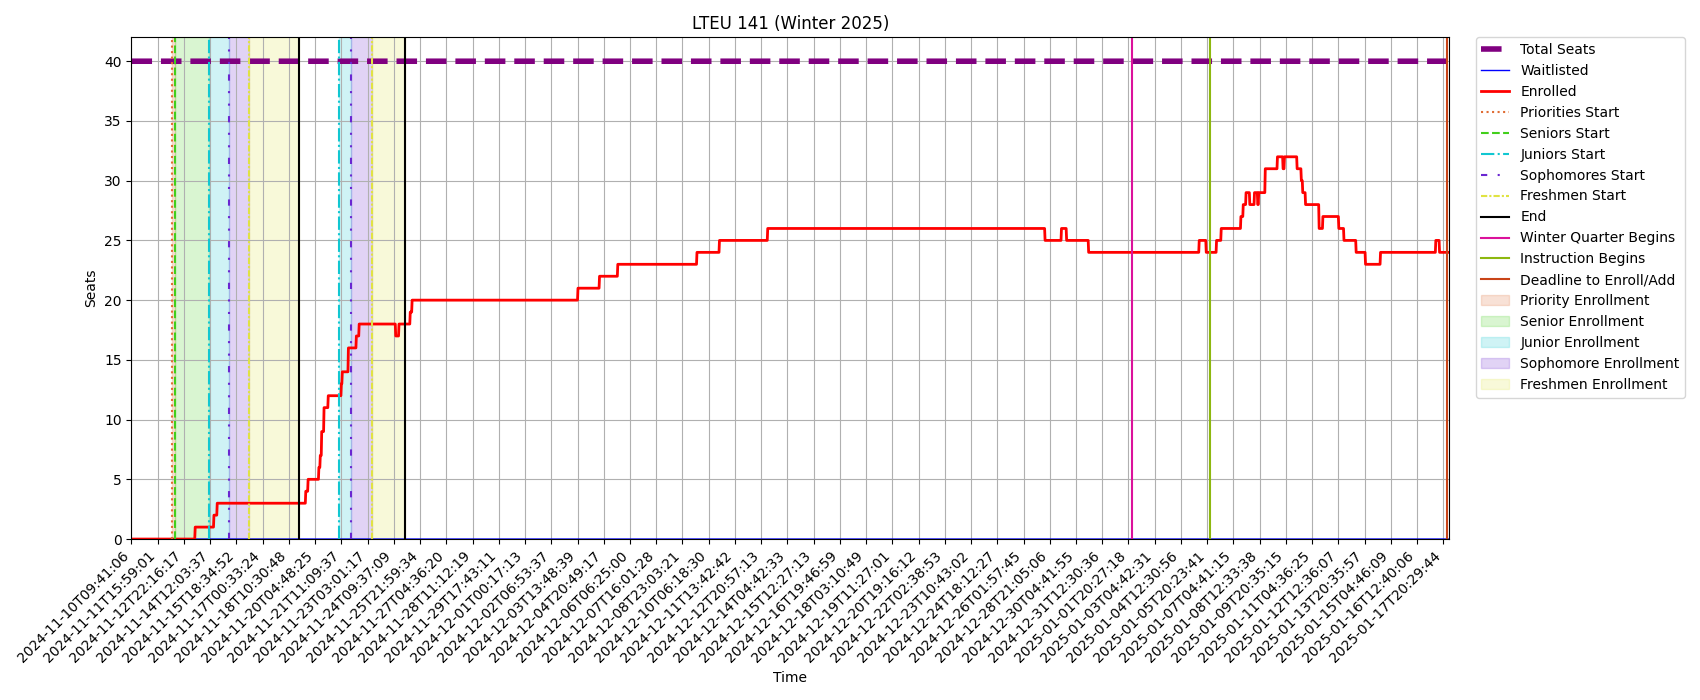 LTEU 141 (Winter 2025)
40
35
30
25
20
15
10
5
0
Seats
2024-11-10T09:41:06
2024-11-11T15:59:01
2024-11-12T22:16:17
2024-11-14T12:03:37
2024-11-15T18:34:52
2024-11-17T00:33:24
2024-11-18T10:30:48
2024-11-20T04:48:25
2024-11-21T11:09:37
2024-11-23T03:01:17
2024-11-24T09:37:09
2024-11-25T21:59:34
2024-11-27T04:36:20
2024-11-28T11:12:19
2024-11-29T17:43:11
2024-12-01T00:17:13
2024-12-02T06:53:37
2024-12-03T13:48:39
2024-12-04T20:49:17
2024-12-06T06:25:00
2024-12-07T16:01:28
2024-12-08T23:03:21
2024-12-10T06:18:30
2024-12-11T13:42:42
2024-12-12T20:57:13
2024-12-14T04:42:33
2024-12-15T12:27:13
2024-12-16T19:46:59
2024-12-18T03:10:49
2024-12-19T11:27:01
2024-12-20T19:16:12
2024-12-22T02:38:53
2024-12-23T10:43:02
2024-12-24T18:12:27
2024-12-26T01:57:45
2024-12-28T21:05:06
2024-12-30T04:41:55
2024-12-31T12:30:36
2025-01-01T20:27:18
2025-01-03T04:42:31
2025-01-04T12:30:56
2025-01-05T20:23:41
2025-01-07T04:41:15
2025-01-08T12:33:38
2025-01-09T20:35:15
2025-01-11T04:36:25
2025-01-12T12:36:07
2025-01-13T20:35:57
2025-01-15T04:46:09
2025-01-16T12:40:06
2025-01-17T20:29:44
Time
Total Seats
Waitlisted
Enrolled
Priorities Start
Seniors Start
Juniors Start
Sophomores Start
Freshmen Start
End
Winter Quarter Begins
Instruction Begins
Deadline to Enroll/Add
Priority Enrollment
Senior Enrollment
Junior Enrollment
Sophomore Enrollment
Freshmen Enrollment